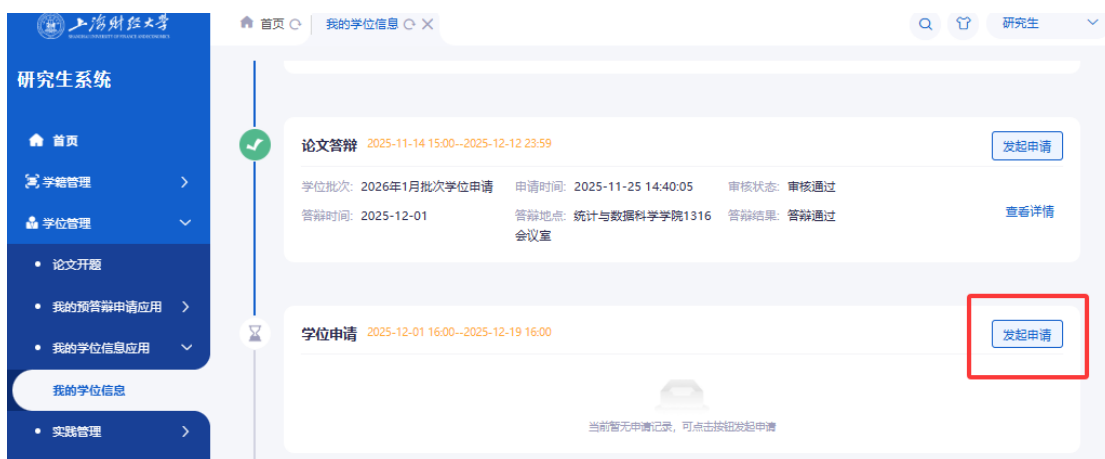 上海财经大学
SHANGHAI UNIVERSITY OF FINANCE AND ECONOMICS
首页
我的学位信息
研究生
研究生系统
首页
学籍管理
学位管理
论文开题
我的预答辩申请应用
我的学位信息应用
我的学位信息
实践管理
论文答辩 2025-11-14 15:00--2025-12-12 23:59
发起申请
学位批次: 2026年1月批次学位申请 申请时间: 2025-11-25 14:40:05 审核状态: 审核通过
答辩时间: 2025-12-01 答辩地点: 统计与数据科学学院1316 答辩结果: 答辩通过
会议室
查看详情
学位申请 2025-12-01 16:00--2025-12-19 16:00
发起申请
当前暂无申请记录，可点击按钮发起申请